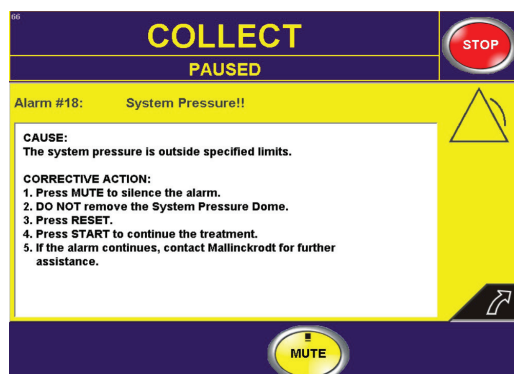 66
COLLECT
STOP
PAUSED
Alarm #18: System Pressure!!
CAUSE:
The system pressure is outside specified limits.
CORRECTIVE ACTION:
1. Press MUTE to silence the alarm.
2. DO NOT remove the System Pressure Dome.
3. Press RESET.
4. Press START to continue the treatment.
5. If the alarm continues, contact Mallinckrodt for further
assistance.
MUTE